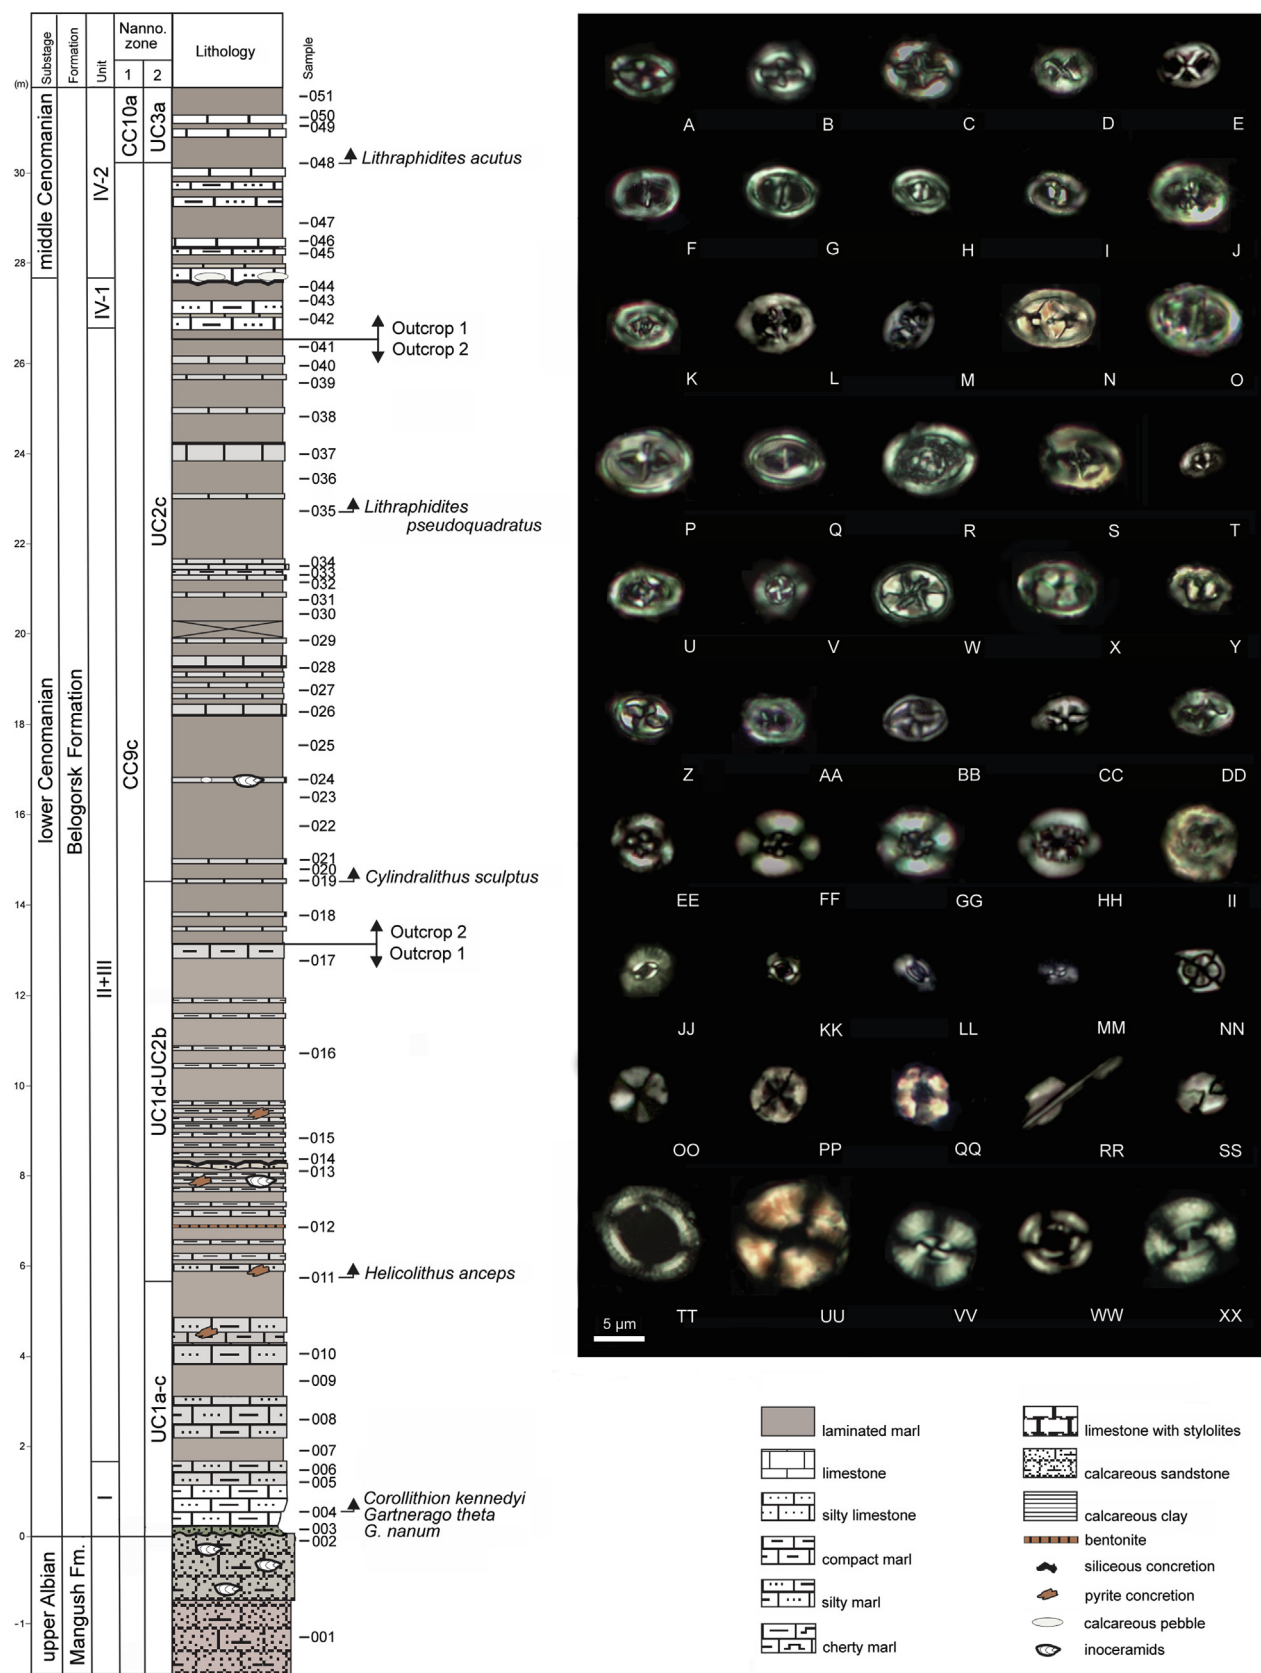 Substage
Formation
Unit
Nanno.
zone
1
2
Lithology
Sample
(m)
30
28
26
24
22
20
18
16
14
12
10
8
6
4
2
0
-1
middle Cenomanian
lower Cenomanian
upper Albian
Belogorsk Formation
Mangush Fm.
IV-2
IV-1
II+III
I
CC10a
CC9c
UC3a
UC2c
UC1d-UC2b
UC1a-c
051
050
049
048
Lithraphidites acutus
047
046
045
044
043
042
Outcrop 1
Outcrop 2
041
040
039
038
037
036
035
Lithraphidites
pseudoquadratus
034
033
032
031
030
029
028
027
026
025
024
023
022
021
020
019
Cylindralithus sculptus
018
Outcrop 2
Outcrop 1
017
016
015
014
013
012
011
Helicolithus anceps
010
009
008
007
006
005
004
Corollithion kennedyi
Gartnerago theta
G. nanum
003
002
001
A B C D E
F G H I J
K L M N O
P Q R S T
U V W X Y
Z AA BB CC DD
EE FF GG HH II
JJ KK LL MM NN
OO PP QQ RR SS
TT UU VV WW XX
5 µm
laminated marl
limestone
silty limestone
compact marl
silty marl
cherty marl
limestone with stylolites
calcareous sandstone
calcareous clay
bentonite
siliceous concretion
pyrite concretion
calcareous pebble
inoceramids